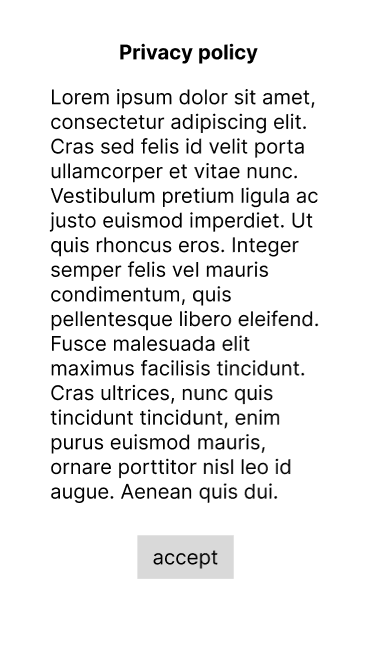 Privacy policy
Lorem ipsum dolor sit amet,
consectetur adipiscing elit.
Cras sed felis id velit porta
ullamcorper et vitae nunc.
Vestibulum pretium ligula ac
justo euismod imperdiet. Ut
quis rhoncus eros. Integer
semper felis vel mauris
condimentum, quis
pellentesque libero eleifend.
Fusce malesuada elit
maximus facilisis tincidunt.
Cras ultrices, nunc quis
tincidunt tincidunt, enim
purus euismod mauris,
ornare porttitor nisl leo id
augue. Aenean quis dui.
accept